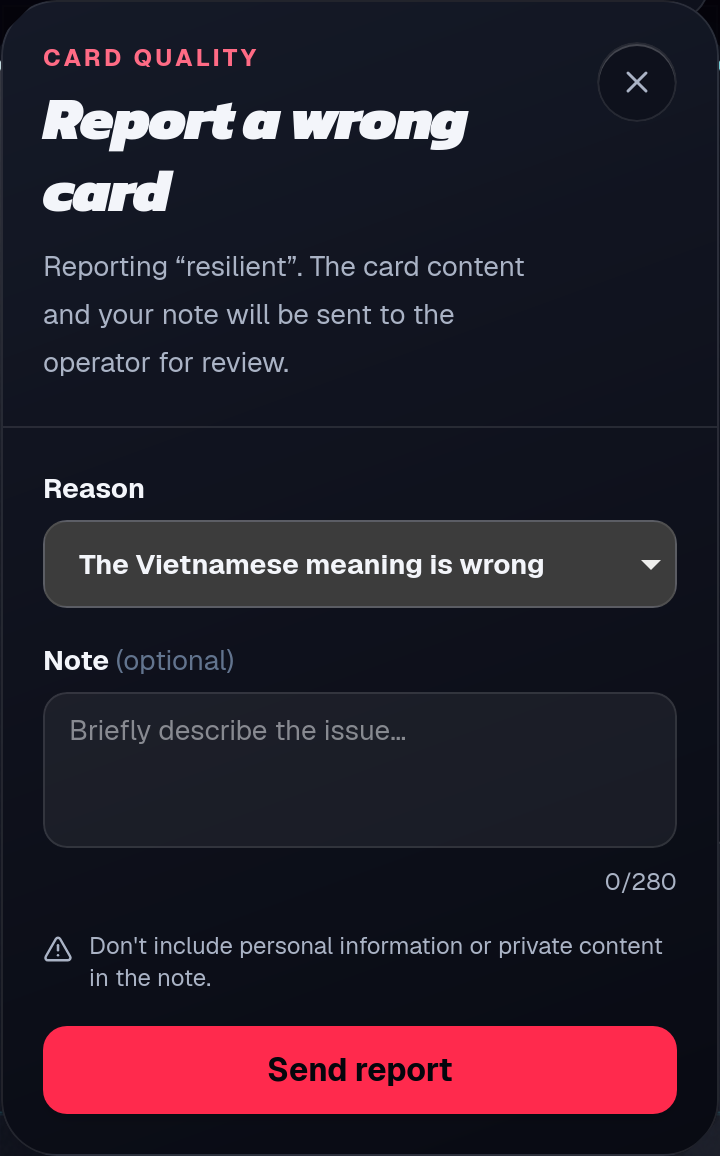 CARD QUALITY
Report a wrong
card
Reporting “resilient”. The card content
and your note will be sent to the
operator for review.
Reason
The Vietnamese meaning is wrong
Note (optional)
Briefly describe the issue…
0/280
Don't include personal information or private content
in the note.
Send report